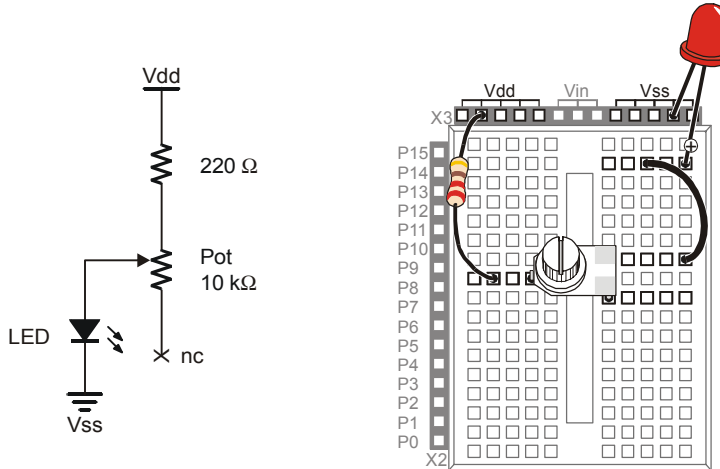 Vdd
220 Ω
Pot
10 kΩ
LED
nc
Vss
Vdd
Vin
Vss
X3
+
P15
P14
P13
P12
P11
P10
P9
P8
P7
P6
P5
P4
P3
P2
P1
P0
X2